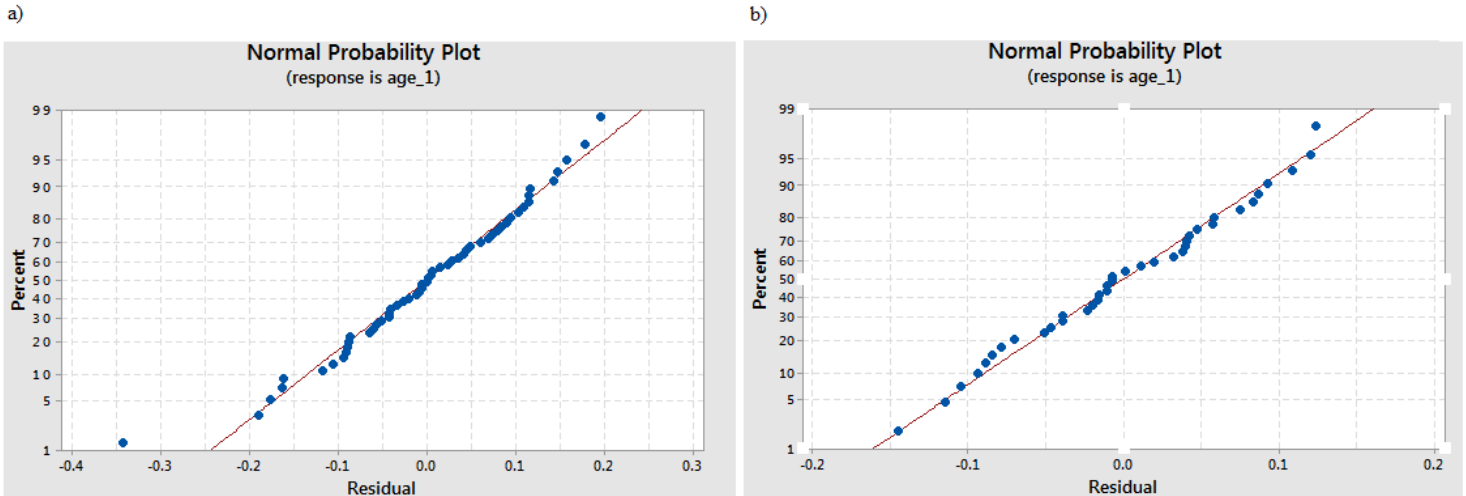 a)
Normal Probability Plot
(response is age_1)
Percent
99
95
90
80
70
60
50
40
30
20
10
5
1
-0.4 -0.3 -0.2 -0.1 0.0 0.1 0.2 0.3
Residual
b)
Normal Probability Plot
(response is age_1)
Percent
99
95
90
80
70
60
50
40
30
20
10
5
1
-0.2 -0.1 0.0 0.1 0.2
Residual